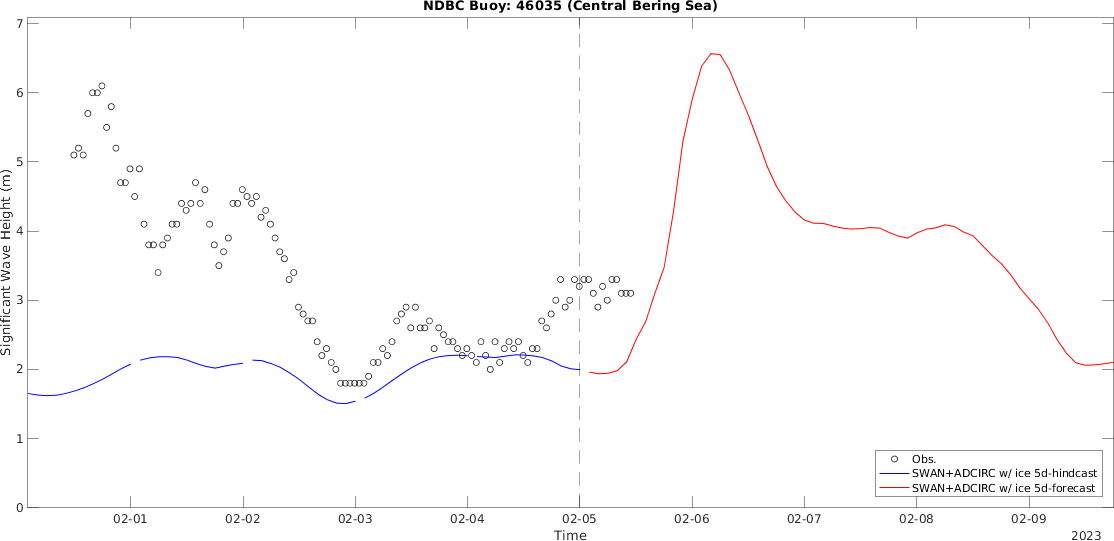 NDBC Buoy: 46035 (Central Bering Sea)
7
6
5
4
3
2
1
0
Significant Wave Height (m)
Obs.
SWAN+ADCIRC w/ ice 5d-hindcast
SWAN+ADCIRC w/ ice 5d-forecast
02-01 02-02 02-03 02-04 02-05 02-06 02-07 02-08 02-09
Time
2023